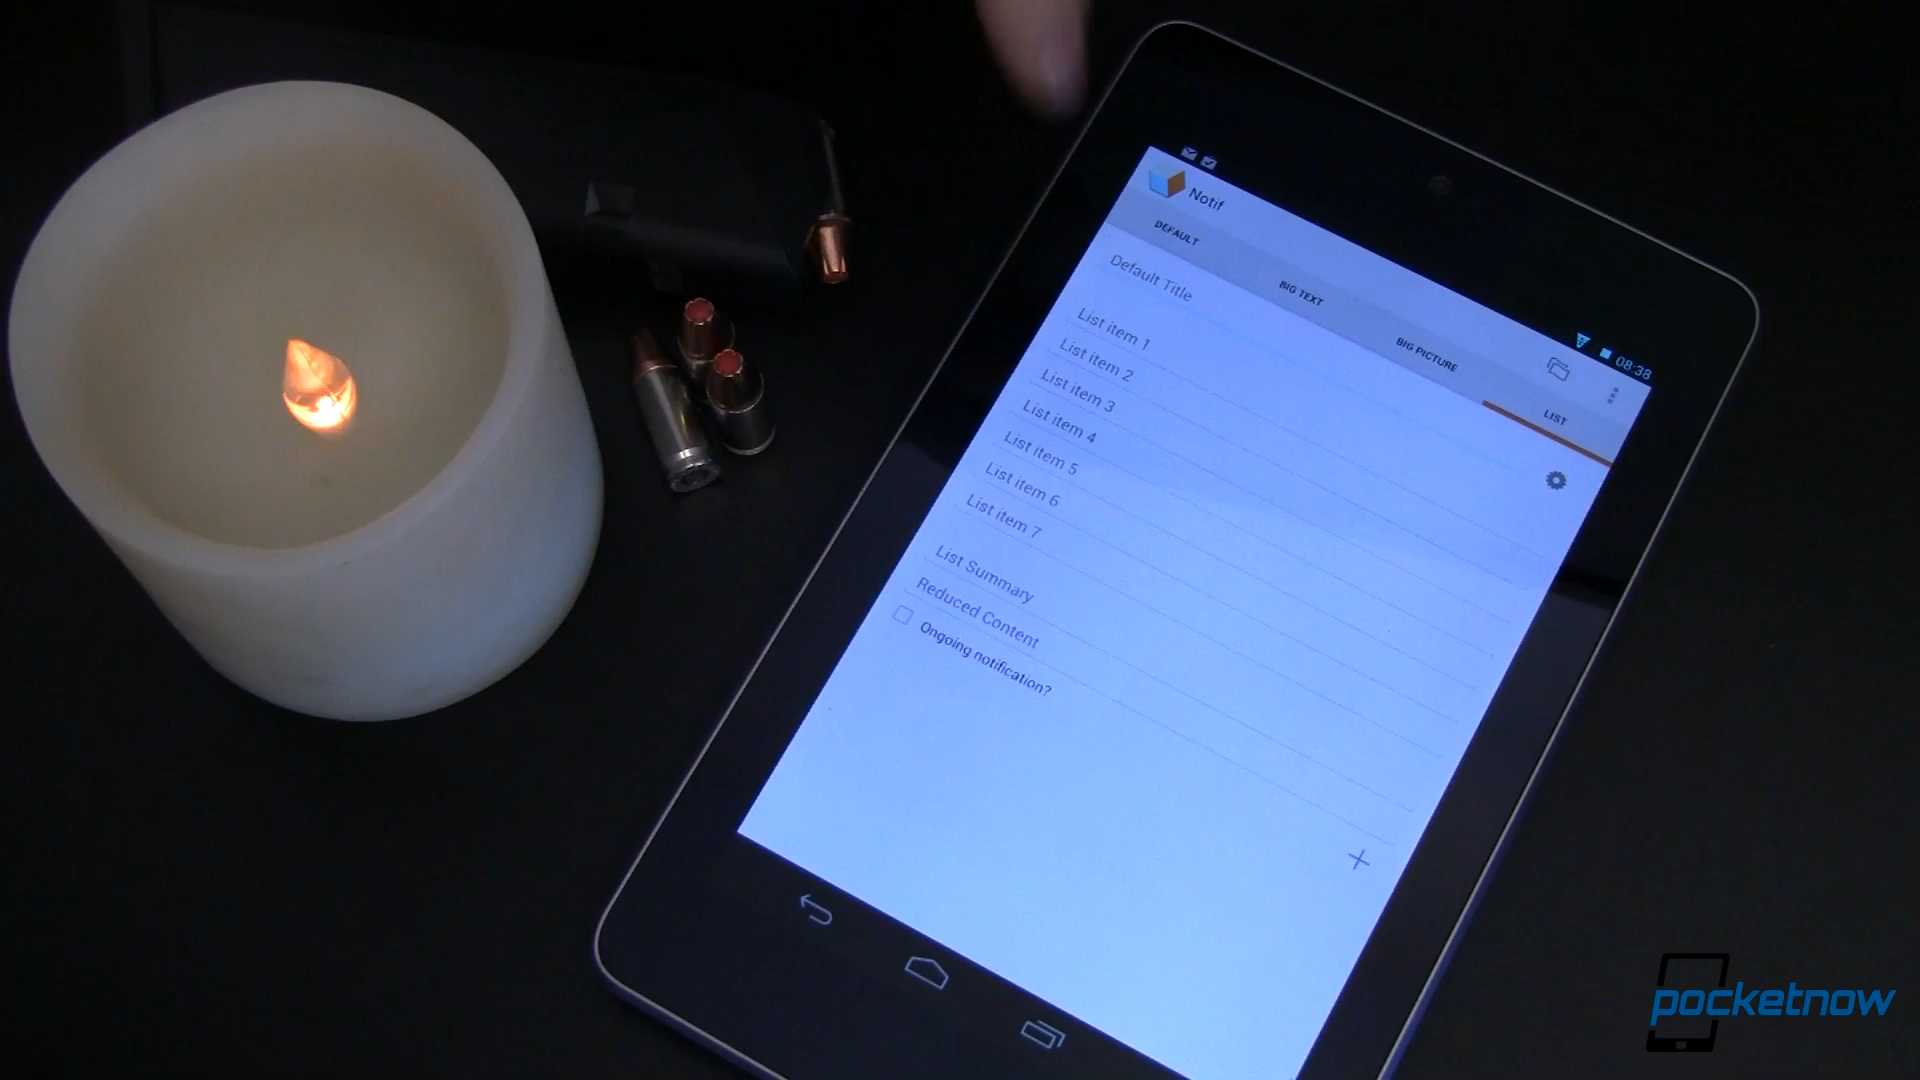 08:38
Notif
DEFAULT
BIG TEXT
BIG PICTURE
LIST
Default Title
List item 1
List item 2
List item 3
List item 4
List item 5
List item 6
List item 7
List Summary
Reduced Content
Ongoing notification?
pocketnow